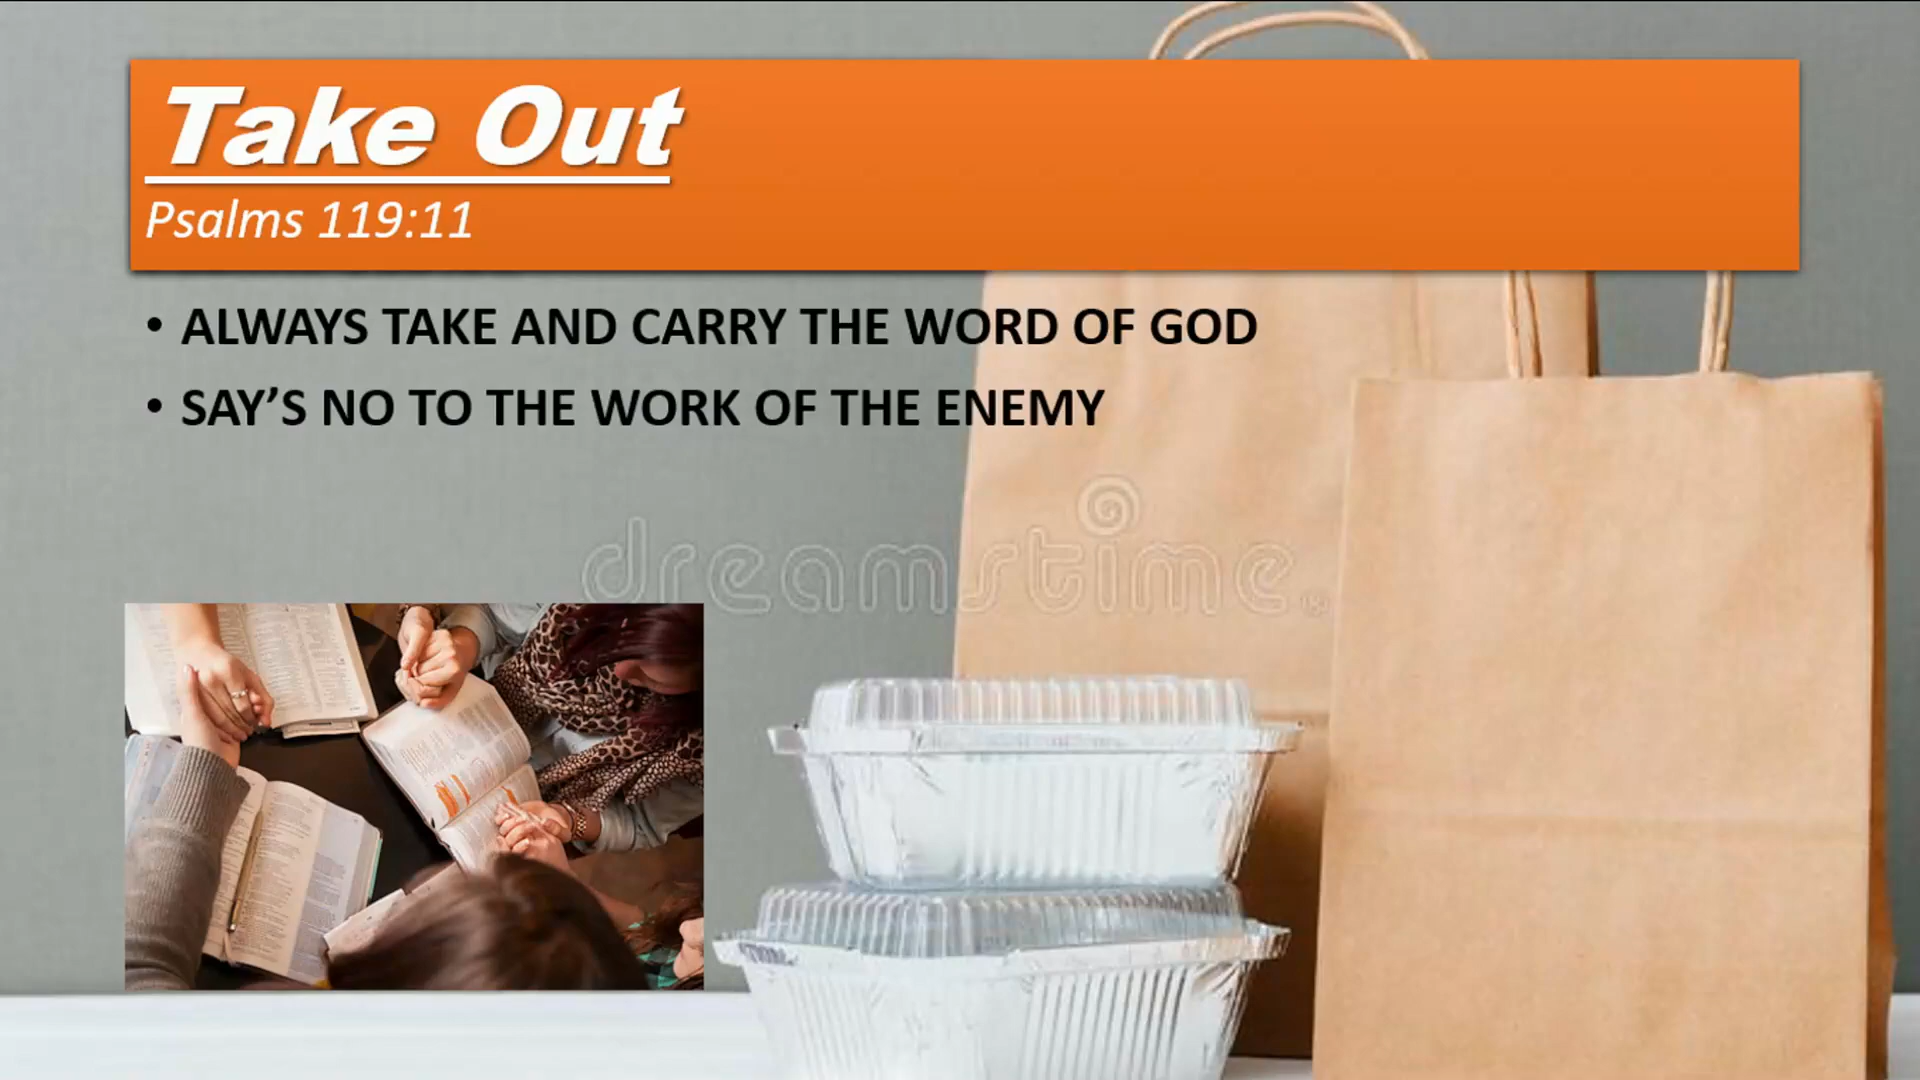 Take Out
Psalms 119:11
• ALWAYS TAKE AND CARRY THE WORD OF GOD
• SAY’S NO TO THE WORK OF THE ENEMY
dreamstime®